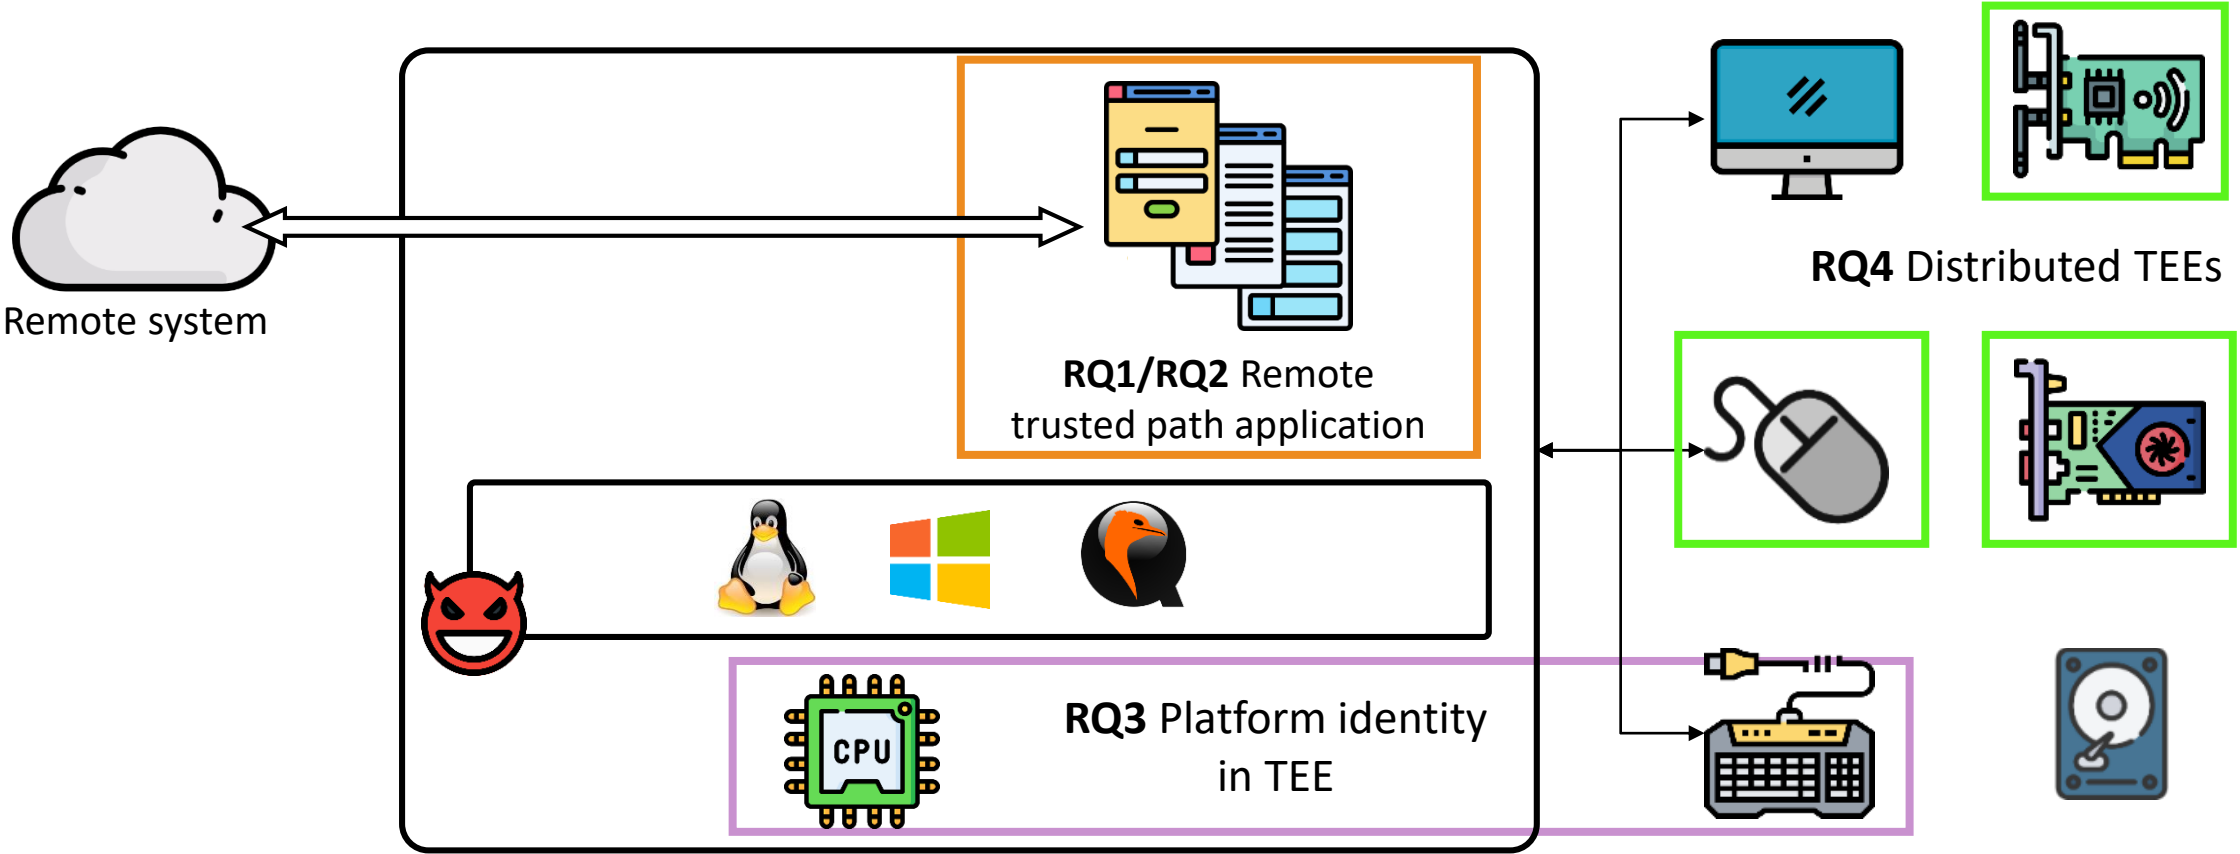 Remote system
RQ1/RQ2 Remote
trusted path application
RQ4 Distributed TEEs
CPU
RQ3 Platform identity
in TEE